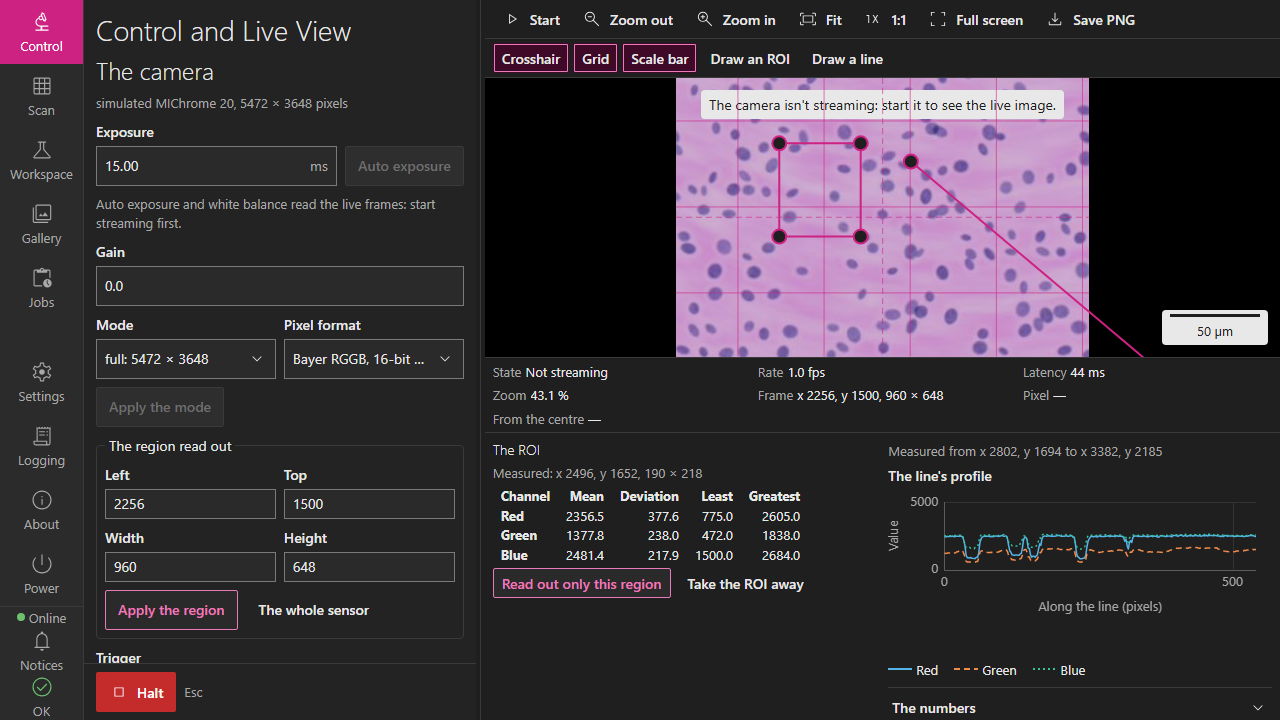 Control
Scan
Workspace
Gallery
Jobs
Settings
Logging
About
Power
Online
Notices
OK
Control and Live View
The camera
simulated MIChrome 20, 5472 × 3648 pixels
Exposure
15.00 ms
Auto exposure
Auto exposure and white balance read the live frames: start
streaming first.
Gain
0.0
Mode Pixel format
full: 5472 × 3648 Bayer RGGB, 16-bit ...
Apply the mode
The region read out
Left Top
2256 1500
Width Height
960 648
Apply the region The whole sensor
Trigger
Halt Esc
Start Zoom out Zoom in Fit 1X 1:1 Full screen Save PNG
Crosshair Grid Scale bar Draw an ROI Draw a line
The camera isn't streaming: start it to see the live image.
50 µm
State Not streaming Rate 1.0 fps Latency 44 ms
Zoom 43.1 % Frame x 2256, y 1500, 960 × 648 Pixel —
From the centre —
The ROI
Measured: x 2496, y 1652, 190 × 218
Channel Mean Deviation Least Greatest
Red 2356.5 377.6 775.0 2605.0
Green 1377.8 238.0 472.0 1838.0
Blue 2481.4 217.9 1500.0 2684.0
Read out only this region Take the ROI away
Measured from x 2802, y 1694 to x 3382, y 2185
The line's profile
5000
Value
0
0 500
Along the line (pixels)
Red Green Blue
The numbers